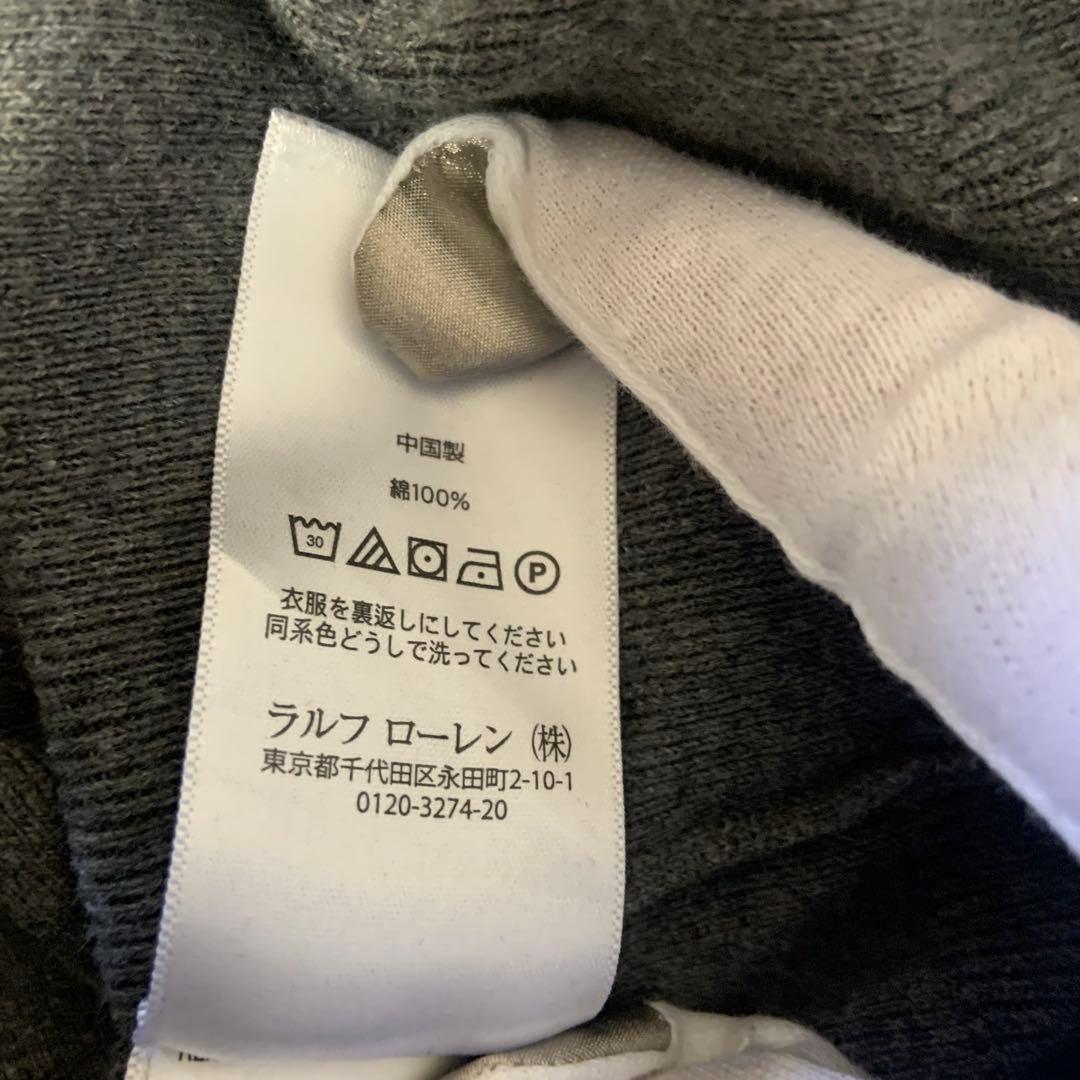 中国製
綿100%
30
P
衣服を裏返しにしてください
同系色どうしで洗ってください
ラルフ ローレン (株)
東京都千代田区永田町2-10-1
0120-3274-20